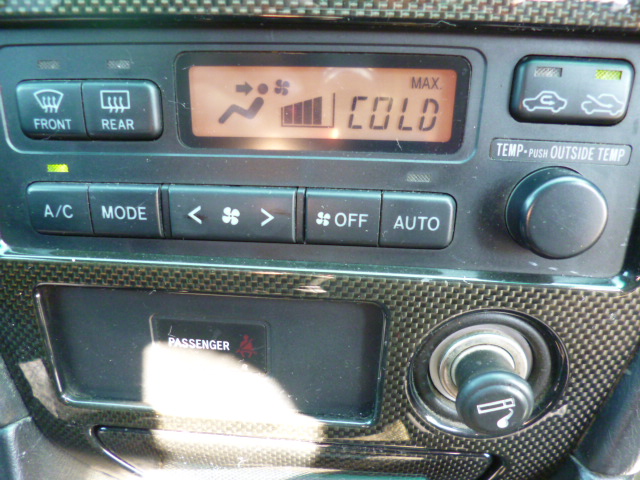 MAX.
COLD
FRONT REAR
TEMP•PUSH OUTSIDE TEMP
A/C MODE < > OFF AUTO
PASSENGER